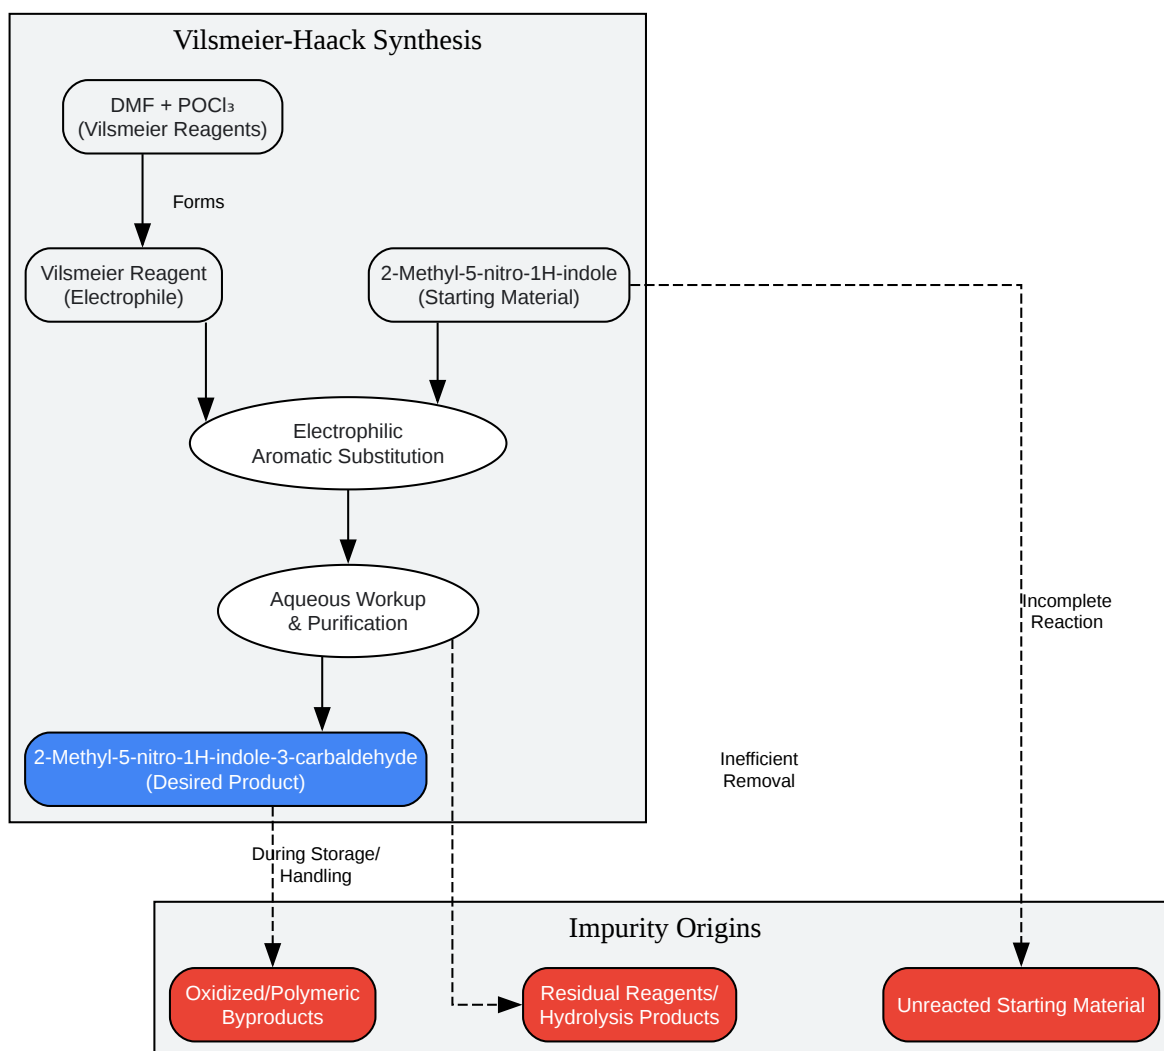 Vilsmeier-Haack Synthesis
DMF + POCl₃
(Vilsmeier Reagents)
Forms
Vilsmeier Reagent
(Electrophile)
2-Methyl-5-nitro-1H-indole
(Starting Material)
Electrophilic
Aromatic Substitution
Aqueous Workup
& Purification
Incomplete
Reaction
2-Methyl-5-nitro-1H-indole-3-carbaldehyde
(Desired Product)
Inefficient
Removal
During Storage/
Handling
Impurity Origins
Oxidized/Polymeric
Byproducts
Residual Reagents/
Hydrolysis Products
Unreacted Starting Material